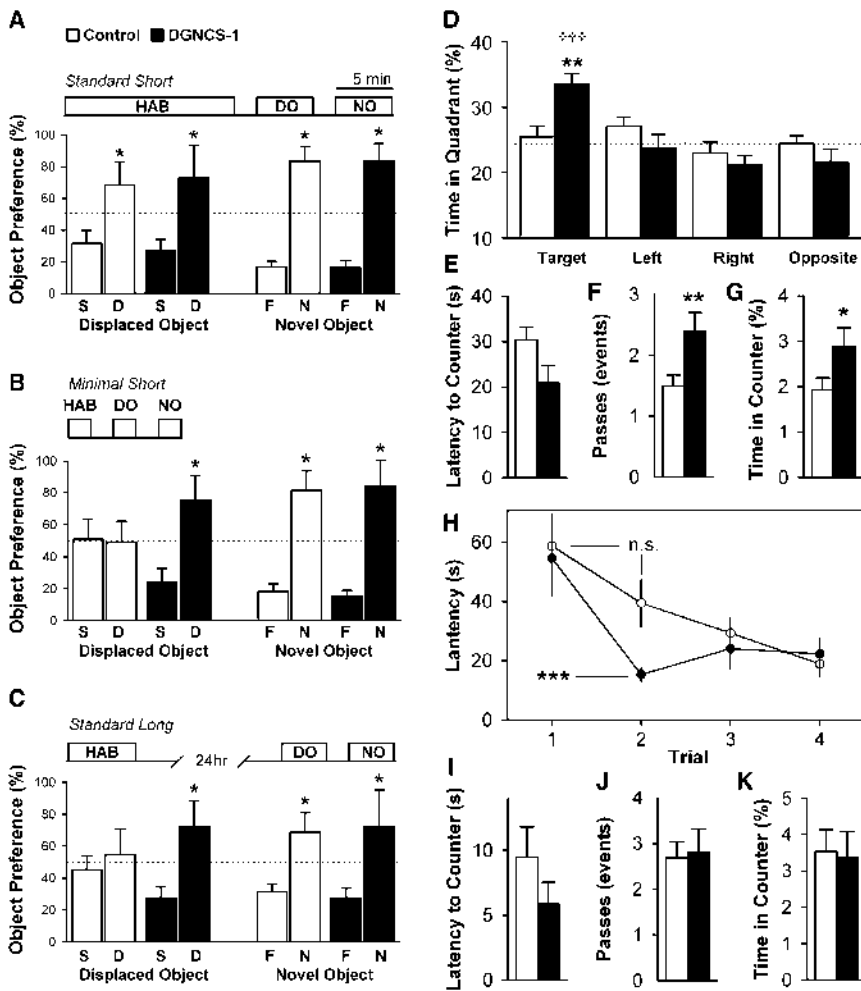 A
Control DGNCS-1
Standard Short
5 min
HAB DO NO
Object Preference (%)
100
80
60
40
20
0
* * * *
S D S D F N F N
Displaced Object Novel Object
B
Minimal Short
HAB DO NO
Object Preference (%)
100
80
60
40
20
0
* * *
S D S D F N F N
Displaced Object Novel Object
C
Standard Long
HAB 24hr DO NO
Object Preference (%)
100
80
60
40
20
0
* * *
S D S D F N F N
Displaced Object Novel Object
D
Time in Quadrant (%)
40
30
20
10
✢✢✢
**
Target Left Right Opposite
E
Latency to Counter (s)
40
30
20
10
0
F
Passes (events)
3
2
1
0
**
G
Time in Counter (%)
4
3
2
1
0
*
H
Lantency (s)
60
40
20
0
n.s.
***
1 2 3 4
Trial
I
Latency to Counter (s)
10
5
0
J
Passes (events)
4
3
2
1
0
K
Time in Counter (%)
5
4
3
2
1
0